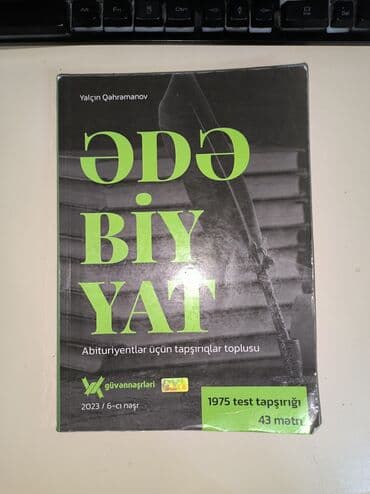 Yalçın Qəhrəmanov
ƏDƏ
BİY
YAT
Abituriyentlər üçün tapşırıqlar toplusu
güvənnəşrləri
2023 / 6-cı nəşr
1975 test tapşırığı
43 mətn